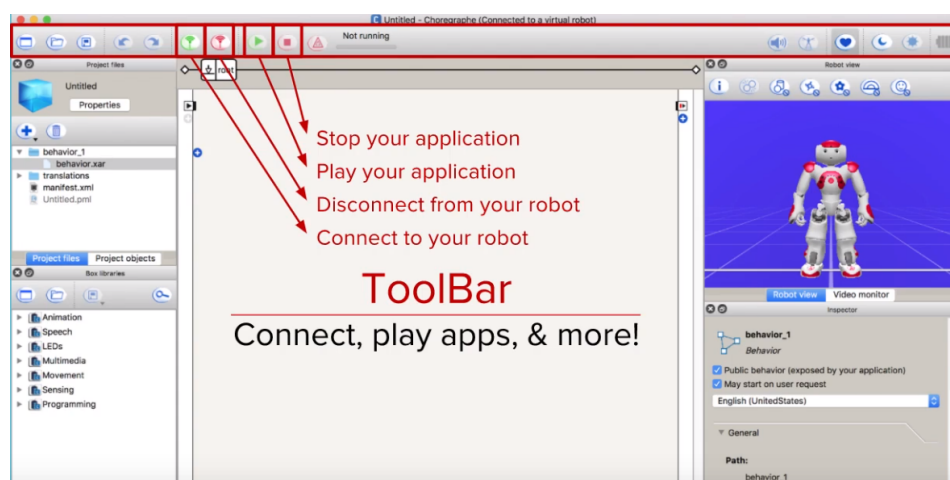 Untitled - Choregraphe (Connected to a virtual robot)
Not running
Project files
Untitled
Properties
behavior_1
behavior.xar
translations
manifest.xml
Untitled.pml
Project files
Project objects
Box libraries
Animation
Speech
LEDs
Multimedia
Movement
Sensing
Programming
root
Stop your application
Play your application
Disconnect from your robot
Connect to your robot
ToolBar
Connect, play apps, & more!
Robot view
Robot view
Video monitor
Inspector
behavior_1
Behavior
Public behavior (exposed by your application)
May start on user request
English (UnitedStates)
General
Path:
behavior_1